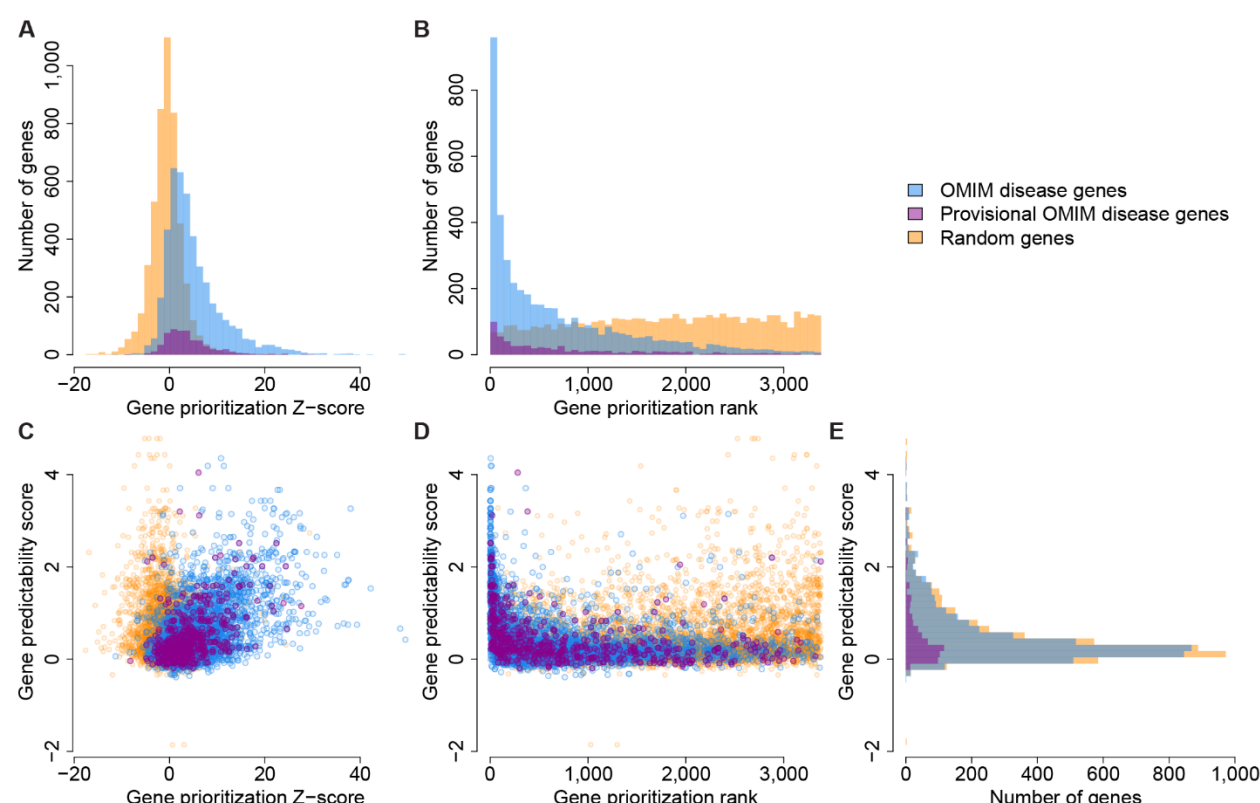 A
B
1,000
800
600
400
200
0
Number of genes
−20
0
20
40
Gene prioritization Z−score
800
600
400
200
0
Number of genes
0
1,000
2,000
3,000
Gene prioritization rank
OMIM disease genes
Provisional OMIM disease genes
Random genes
C
4
2
0
−2
Gene predictability score
−20
0
20
40
Gene prioritization Z−score
D
4
2
0
−2
Gene predictability score
0
1,000
2,000
3,000
Gene prioritization rank
E
4
2
0
−2
Gene predictability score
0
200
400
600
800
1,000
Number of genes